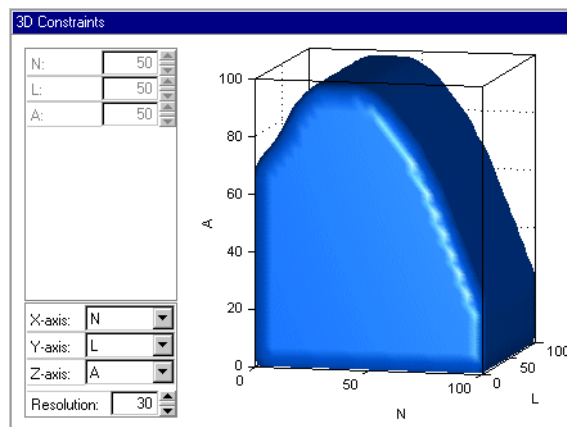 3D Constraints
N: 50
L: 50
A: 50
X-axis: N
Y-axis: L
Z-axis: A
Resolution: 30
100
80
60
40
20
0
A
0
50
100
N
0
50
100
L